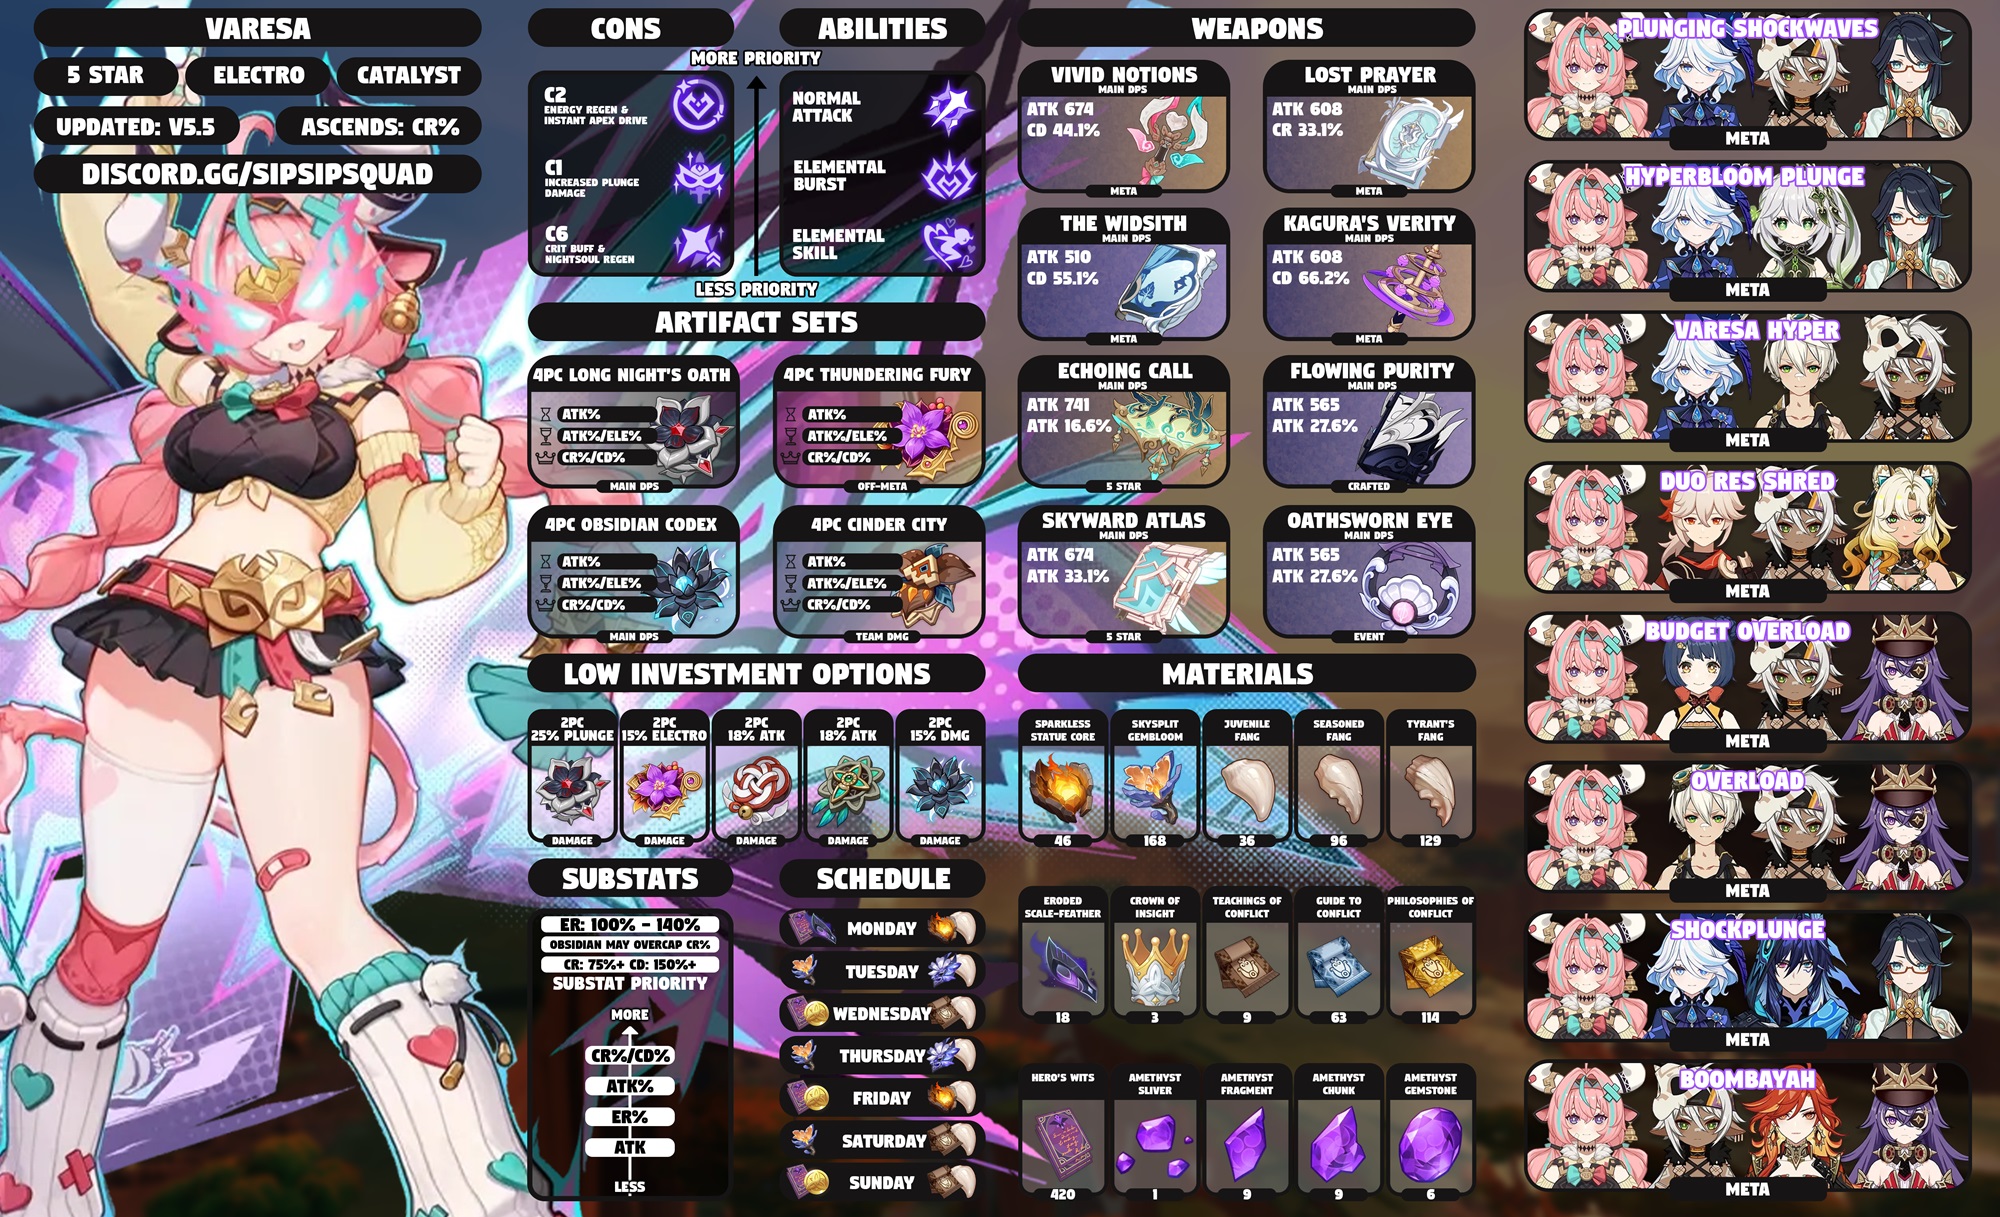 VARESA
5 STAR
ELECTRO
CATALYST
UPDATED: V5.5
ASCENDS: CR%
DISCORD.GG/SIPSIPSQUAD
CONS
ABILITIES
MORE PRIORITY
C2
ENERGY REGEN &
INSTANT APEX DRIVE
C1
INCREASED PLUNGE
DAMAGE
C6
CRIT BUFF &
NIGHTSOUL REGEN
NORMAL
ATTACK
ELEMENTAL
BURST
ELEMENTAL
SKILL
LESS PRIORITY
ARTIFACT SETS
4PC LONG NIGHT'S OATH
ATK%
ATK%/ELE%
CR%/CD%
MAIN DPS
4PC THUNDERING FURY
ATK%
ATK%/ELE%
CR%/CD%
OFF-META
4PC OBSIDIAN CODEX
ATK%
ATK%/ELE%
CR%/CD%
MAIN DPS
4PC CINDER CITY
ATK%
ATK%/ELE%
CR%/CD%
TEAM DMG
LOW INVESTMENT OPTIONS
2PC
25% PLUNGE
DAMAGE
2PC
15% ELECTRO
DAMAGE
2PC
18% ATK
DAMAGE
2PC
18% ATK
DAMAGE
2PC
15% DMG
DAMAGE
SUBSTATS
ER: 100% - 140%
OBSIDIAN MAY OVERCAP CR%
CR: 75%+ CD: 150%+
SUBSTAT PRIORITY
MORE
CR%/CD%
ATK%
ER%
ATK
LESS
SCHEDULE
MONDAY
TUESDAY
WEDNESDAY
THURSDAY
FRIDAY
SATURDAY
SUNDAY
WEAPONS
VIVID NOTIONS
MAIN DPS
ATK 674
CD 44.1%
META
LOST PRAYER
MAIN DPS
ATK 608
CR 33.1%
META
THE WIDSITH
MAIN DPS
ATK 510
CD 55.1%
META
KAGURA'S VERITY
MAIN DPS
ATK 608
CD 66.2%
META
ECHOING CALL
MAIN DPS
ATK 741
ATK 16.6%
5 STAR
FLOWING PURITY
MAIN DPS
ATK 565
ATK 27.6%
CRAFTED
SKYWARD ATLAS
MAIN DPS
ATK 674
ATK 33.1%
5 STAR
OATHSWORN EYE
MAIN DPS
ATK 565
ATK 27.6%
EVENT
MATERIALS
SPARKLESS
STATUE CORE
46
SKYSPLIT
GEMBLOOM
168
JUVENILE
FANG
36
SEASONED
FANG
96
TYRANT'S
FANG
129
ERODED
SCALE-FEATHER
18
CROWN OF
INSIGHT
3
TEACHINGS OF
CONFLICT
9
GUIDE TO
CONFLICT
63
PHILOSOPHIES OF
CONFLICT
114
HERO'S WITS
420
AMETHYST
SLIVER
1
AMETHYST
FRAGMENT
9
AMETHYST
CHUNK
9
AMETHYST
GEMSTONE
6
PLUNGING SHOCKWAVES
META
HYPERBLOOM PLUNGE
META
VARESA HYPER
META
DUO RES SHRED
META
BUDGET OVERLOAD
META
OVERLOAD
META
SHOCKPLUNGE
META
BOOMBAYAH
META